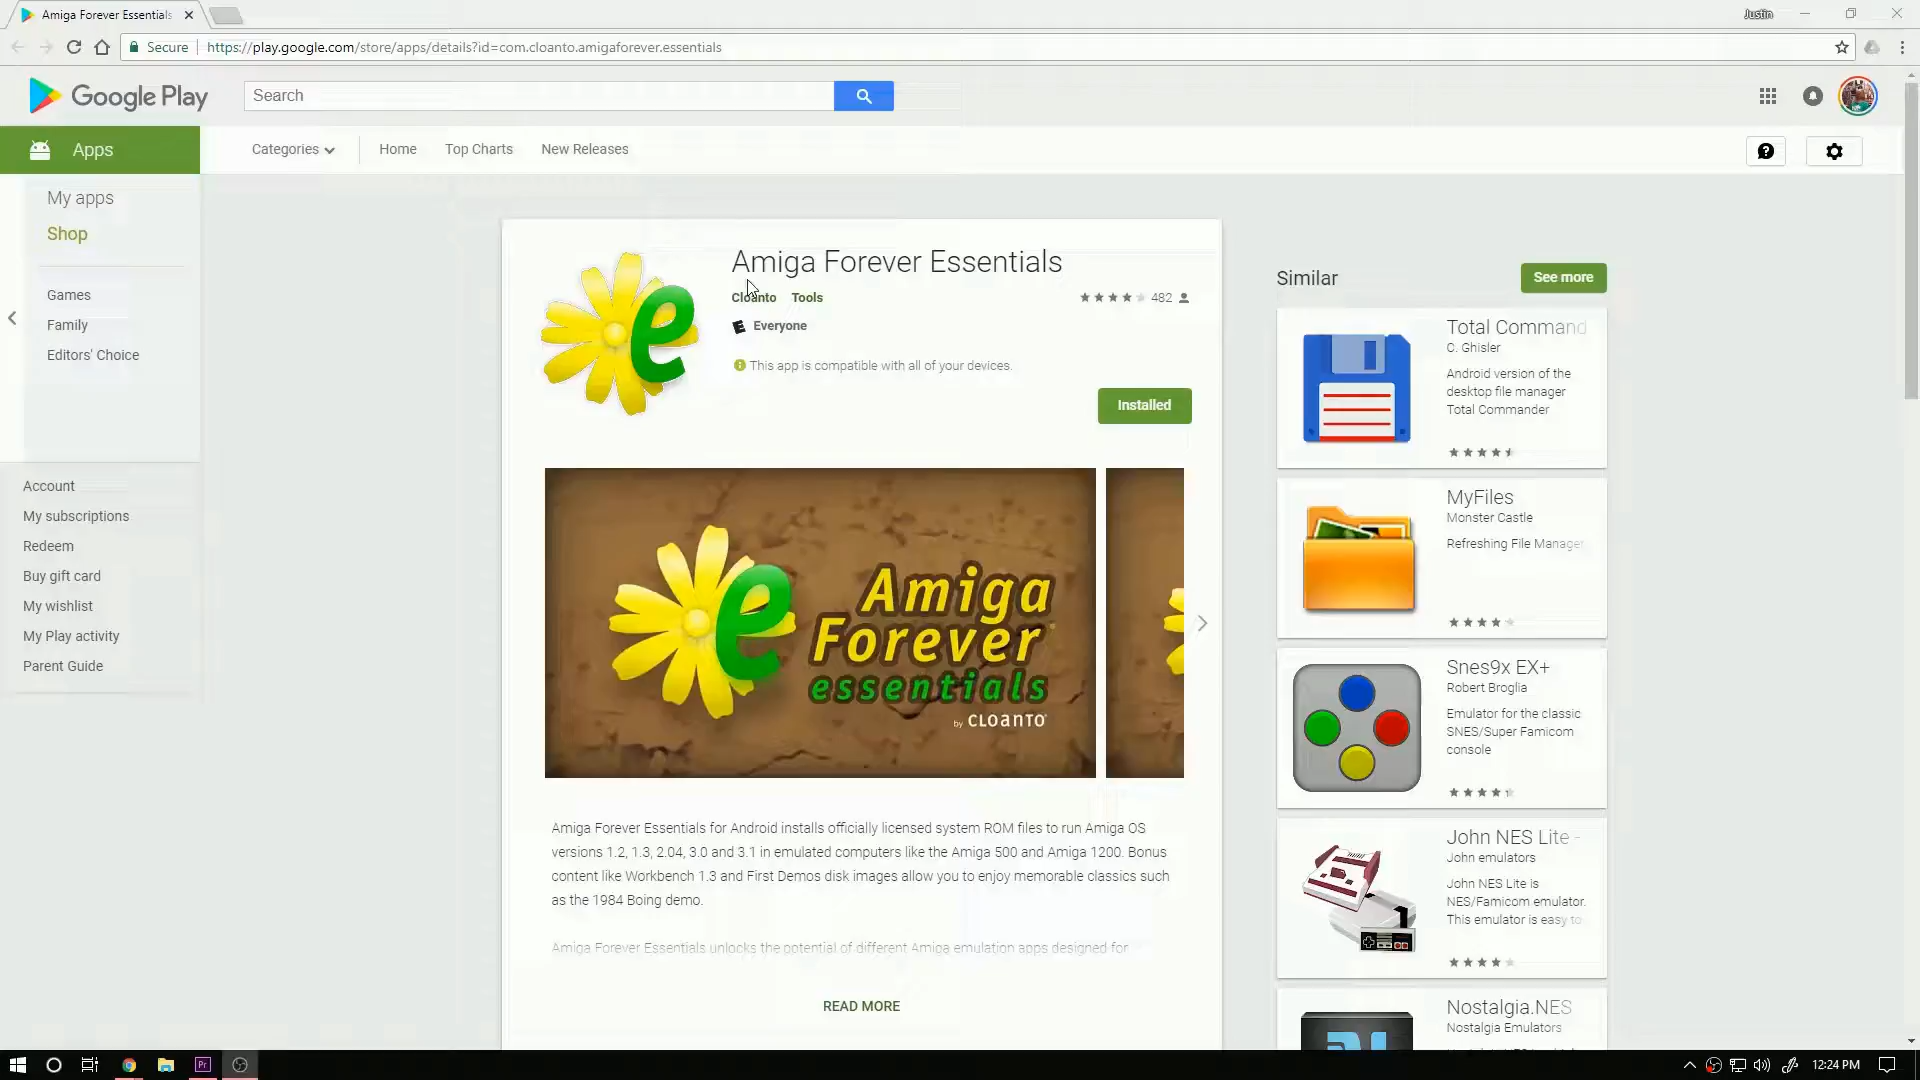 Amiga Forever Essentials
Justin
Secure
https://play.google.com/store/apps/details?id=com.cloanto.amigaforever.essentials
Google Play
Search
Apps
Categories
Home
Top Charts
New Releases
My apps
Shop
Games
Family
Editors' Choice
Account
My subscriptions
Redeem
Buy gift card
My wishlist
My Play activity
Parent Guide
Amiga Forever Essentials
Cloanto Tools
482
Everyone
This app is compatible with all of your devices.
Installed
Amiga
Forever
essentials
by CLOANTO
Amiga Forever Essentials for Android installs officially licensed system ROM files to run Amiga OS
versions 1.2, 1.3, 2.04, 3.0 and 3.1 in emulated computers like the Amiga 500 and Amiga 1200. Bonus
content like Workbench 1.3 and First Demos disk images allow you to enjoy memorable classics such
as the 1984 Boing demo.
Amiga Forever Essentials unlocks the potential of different Amiga emulation apps designed for
READ MORE
Similar
See more
Total Command
C. Ghisler
Android version of the
desktop file manager
Total Commander
MyFiles
Monster Castle
Refreshing File Manage
Snes9x EX+
Robert Broglia
Emulator for the classic
SNES/Super Famicom
console
John NES Lite -
John emulators
John NES Lite is
NES/Famicom emulator.
This emulator is easy to
Nostalgia.NES
Nostalgia Emulators
Pr
12:24 PM